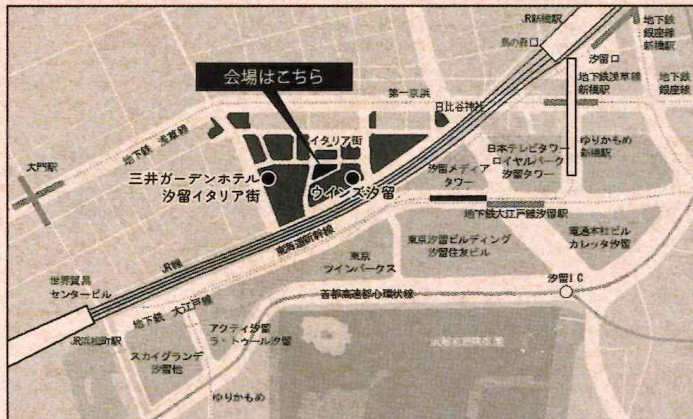 JR新橋駅
烏の森口
汐留口
地下鉄
銀座線
新橋駅
地下鉄浅草線
新橋駅
地下鉄
銀座線
会場はこちら
第一京浜
日比谷神社
イタリア街
地下鉄 浅草線
大門駅
三井ガーデンホテル
汐留イタリア街
ウインズ汐留
汐留メディア
タワー
日本テレビタワー
ロイヤルパーク
汐留タワー
ゆりかもめ
新橋駅
地下鉄大江戸線汐留駅
東京汐留ビルディング
汐留住友ビル
電通本社ビル
カレッタ汐留
東海道新幹線
JR線
東京
ツインパークス
汐留IC
世界貿易
センタービル
首都高速都心環状線
地下鉄 大江戸線
JR浜松町駅
アクティ汐留
ラ・トゥール汐留
スカイグランデ
汐留他
ゆりかもめ